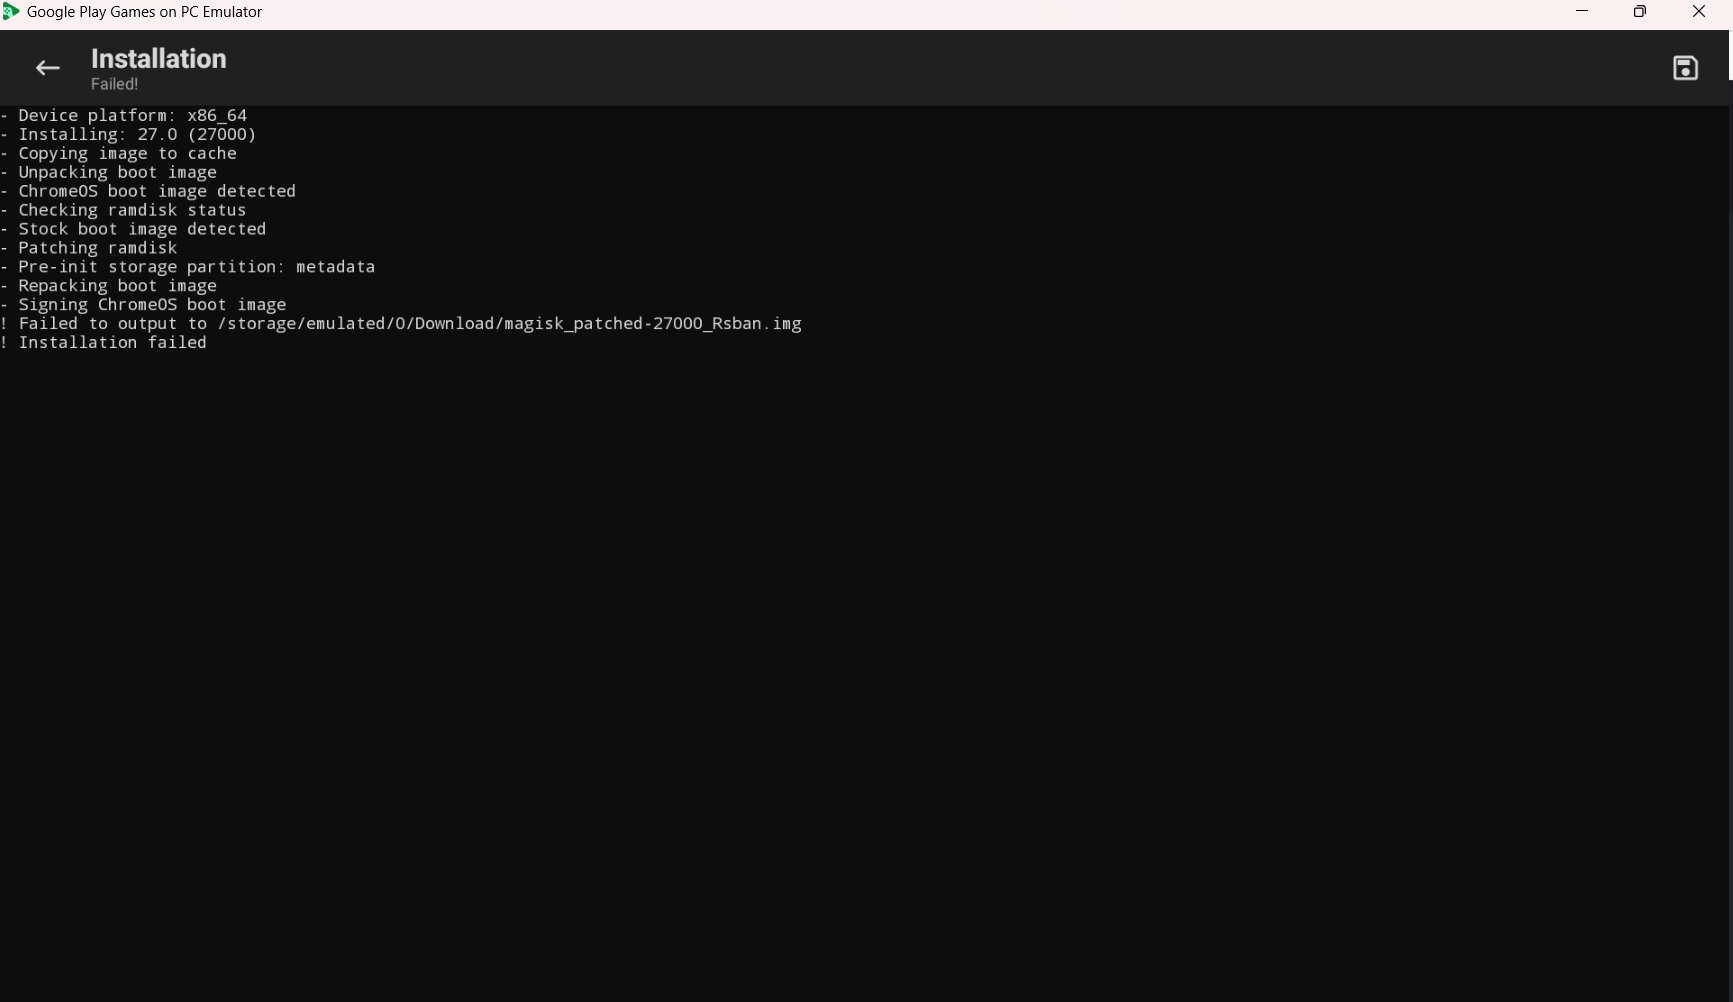 Google Play Games on PC Emulator
Installation
Failed!
- Device platform: x86_64
- Installing: 27.0 (27000)
- Copying image to cache
- Unpacking boot image
- ChromeOS boot image detected
- Checking ramdisk status
- Stock boot image detected
- Patching ramdisk
- Pre-init storage partition: metadata
- Repacking boot image
- Signing ChromeOS boot image
! Failed to output to /storage/emulated/0/Download/magisk_patched-27000_Rsban.img
! Installation failed